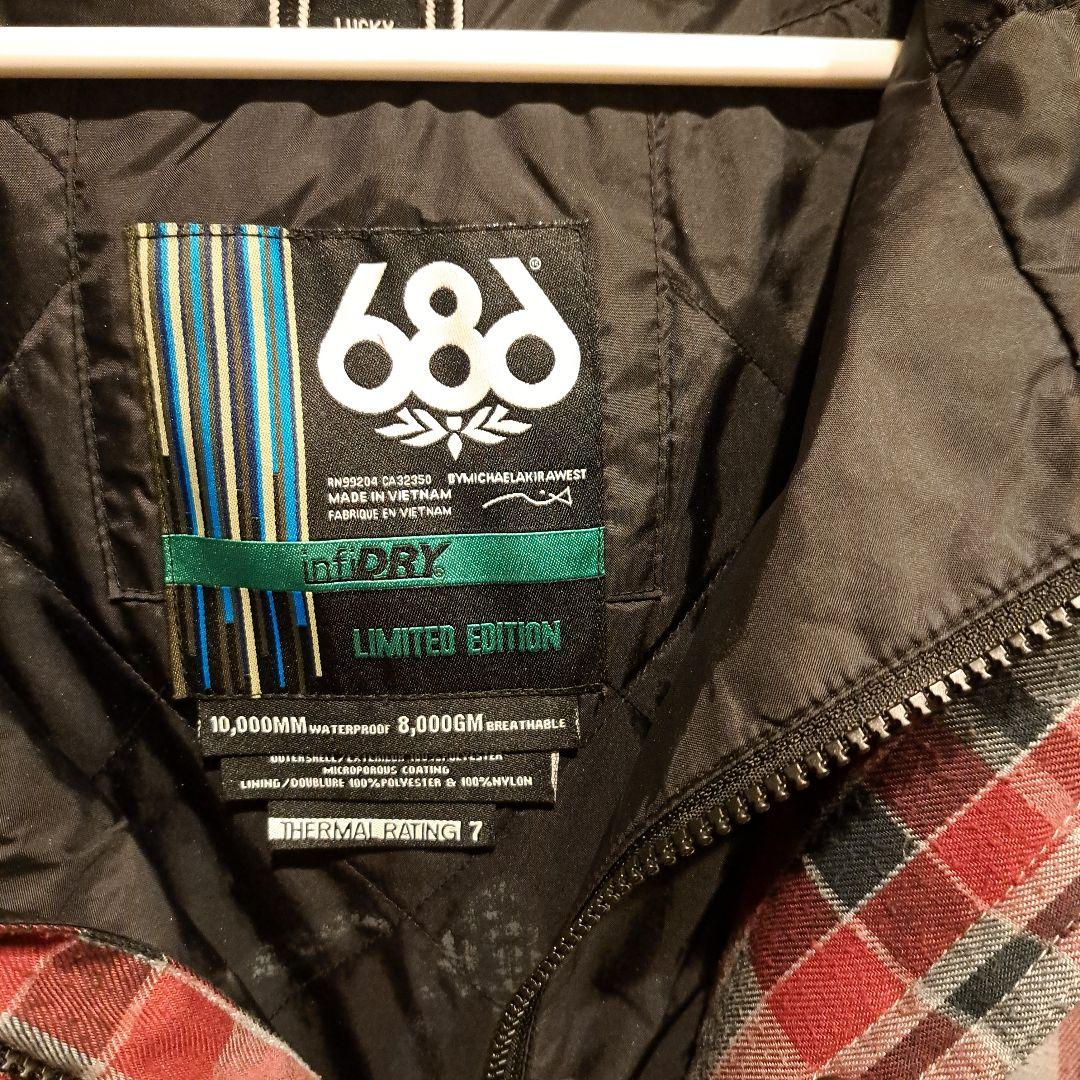 LUCKY
686
RN99204 CA32350 BYMICHAELAKIRAWEST
MADE IN VIETNAM
FABRIQUE EN VIETNAM
infiDRY
LIMITED EDITION
10,000MM WATERPROOF 8,000GM BREATHABLE
MICROPOROUS COATING
LINING/DOUBLURE 100%POLYESTER & 100%NYLON
THERMAL RATING 7